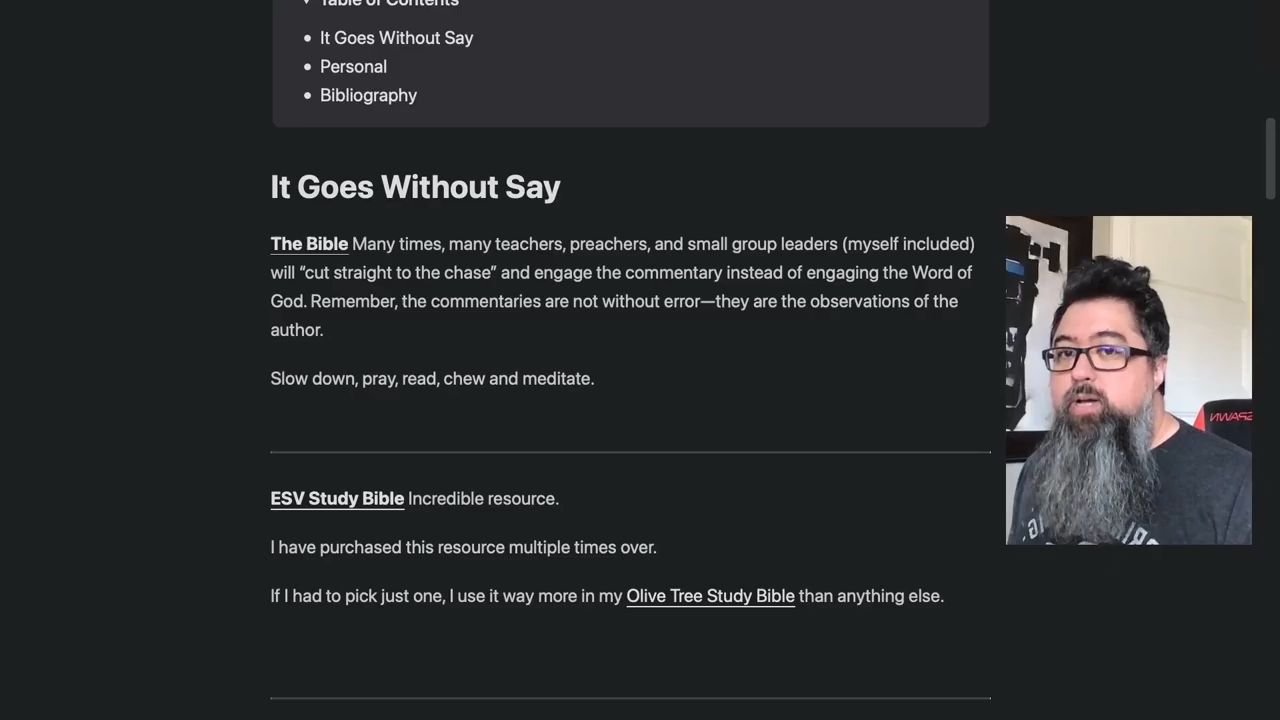 Table of Contents
It Goes Without Say
Personal
Bibliography
It Goes Without Say
The Bible Many times, many teachers, preachers, and small group leaders (myself included)
will “cut straight to the chase” and engage the commentary instead of engaging the Word of
God. Remember, the commentaries are not without error—they are the observations of the
author.
Slow down, pray, read, chew and meditate.
ESV Study Bible Incredible resource.
I have purchased this resource multiple times over.
If I had to pick just one, I use it way more in my Olive Tree Study Bible than anything else.